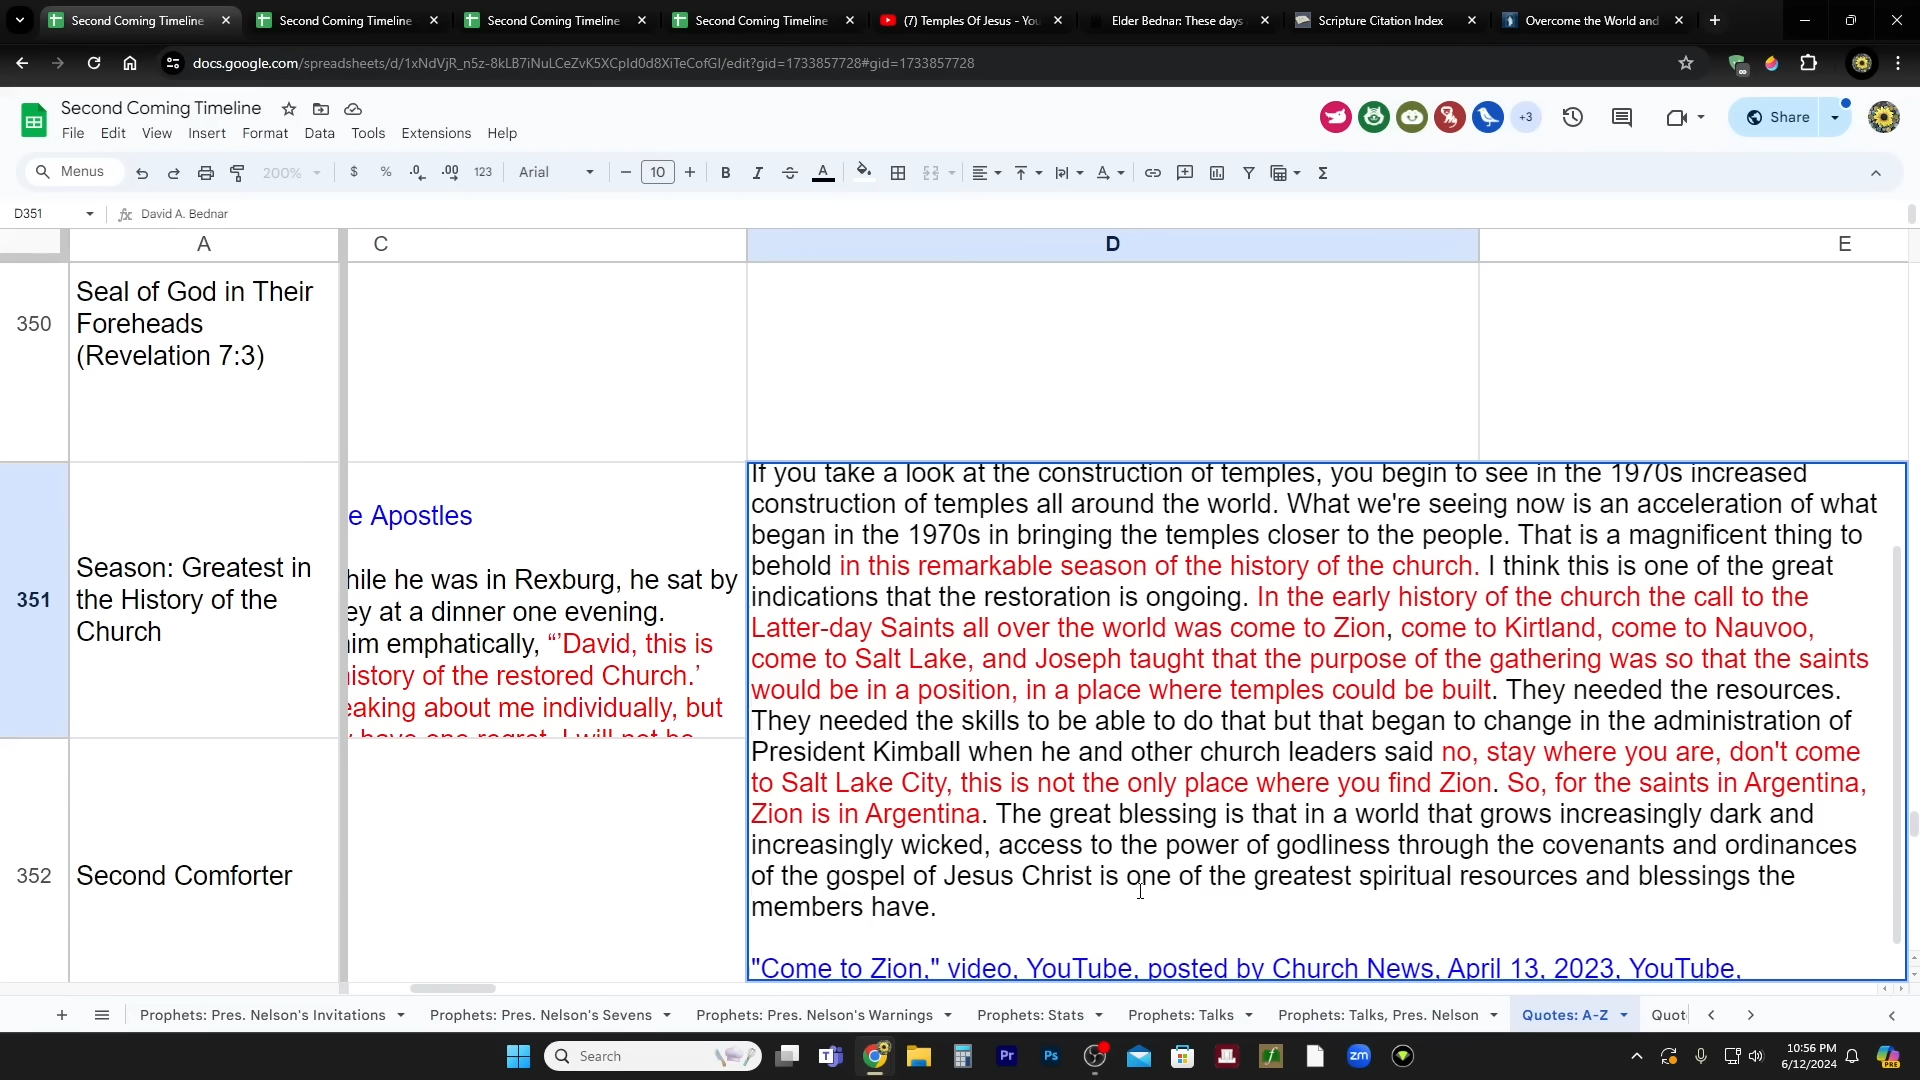 Second Coming Timeline
Second Coming Timeline
Second Coming Timeline
Second Coming Timeline
(7) Temples Of Jesus - You
Elder Bednar: These days
Scripture Citation Index
Overcome the World and
docs.google.com/spreadsheets/d/1xNdVjR_n5z-8kLB7iNuLCeZvK5XCpId0d8XiTeCofGI/edit?gid=1733857728#gid=1733857728
Second Coming Timeline
+3
Share
File Edit View Insert Format Data Tools Extensions Help
Menus
200%
$ % .0 .00 123
Arial
10
D351
David A. Bednar
A C D E
350
Seal of God in Their
Foreheads
(Revelation 7:3)
351
Season: Greatest in
the History of the
Church
e Apostles
hile he was in Rexburg, he sat by
ey at a dinner one evening.
im emphatically, “‘David, this is
istory of the restored Church.’
eaking about me individually, but
y have one regret. I will not be
If you take a look at the construction of temples, you begin to see in the 1970s increased
construction of temples all around the world. What we're seeing now is an acceleration of what
began in the 1970s in bringing the temples closer to the people. That is a magnificent thing to
behold in this remarkable season of the history of the church. I think this is one of the great
indications that the restoration is ongoing. In the early history of the church the call to the
Latter-day Saints all over the world was come to Zion, come to Kirtland, come to Nauvoo,
come to Salt Lake, and Joseph taught that the purpose of the gathering was so that the saints
would be in a position, in a place where temples could be built. They needed the resources.
They needed the skills to be able to do that but that began to change in the administration of
President Kimball when he and other church leaders said no, stay where you are, don't come
to Salt Lake City, this is not the only place where you find Zion. So, for the saints in Argentina,
Zion is in Argentina. The great blessing is that in a world that grows increasingly dark and
increasingly wicked, access to the power of godliness through the covenants and ordinances
of the gospel of Jesus Christ is one of the greatest spiritual resources and blessings the
members have.
"Come to Zion," video, YouTube, posted by Church News, April 13, 2023, YouTube,
352
Second Comforter
Prophets: Pres. Nelson's Invitations
Prophets: Pres. Nelson's Sevens
Prophets: Pres. Nelson's Warnings
Prophets: Stats
Prophets: Talks
Prophets: Talks, Pres. Nelson
Quotes: A-Z
Quot
Search
10:56 PM
6/12/2024